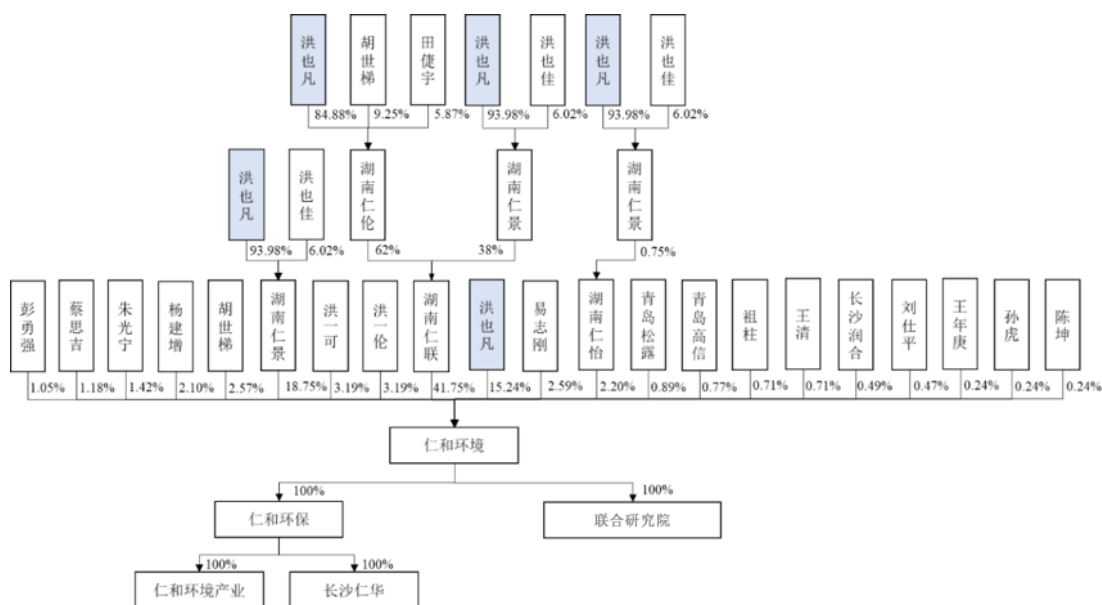 洪也凡
胡世梯
田倢宇
洪也凡
洪也佳
洪也凡
洪也佳
84.88%
9.25%
5.87%
93.98%
6.02%
93.98%
6.02%
洪也凡
洪也佳
湖南仁伦
湖南仁景
湖南仁景
93.98%
6.02%
62%
38%
0.75%
彭勇强
蔡思吉
朱光宁
杨建增
胡世梯
湖南仁景
洪一可
洪一伦
湖南仁联
洪也凡
易志刚
湖南仁怡
青岛松露
青岛高信
祖柱
王清
长沙润合
刘仕平
王年庚
孙虎
陈坤
1.05%
1.18%
1.42%
2.10%
2.57%
18.75%
3.19%
3.19%
41.75%
15.24%
2.59%
2.20%
0.89%
0.77%
0.71%
0.71%
0.49%
0.47%
0.24%
0.24%
0.24%
仁和环境
100%
100%
仁和环保
联合研究院
100%
100%
仁和环境产业
长沙仁华